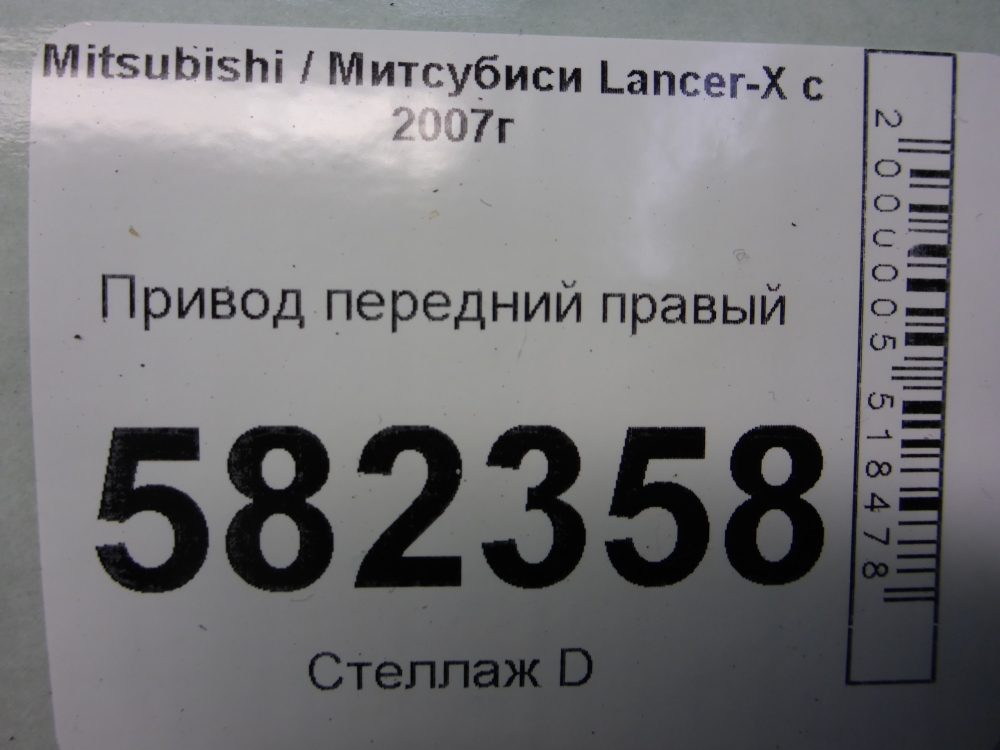 Mitsubishi / Митсубиси Lancer-X с
2007г
Привод передний правый
582358
Стеллаж D
2000005518478